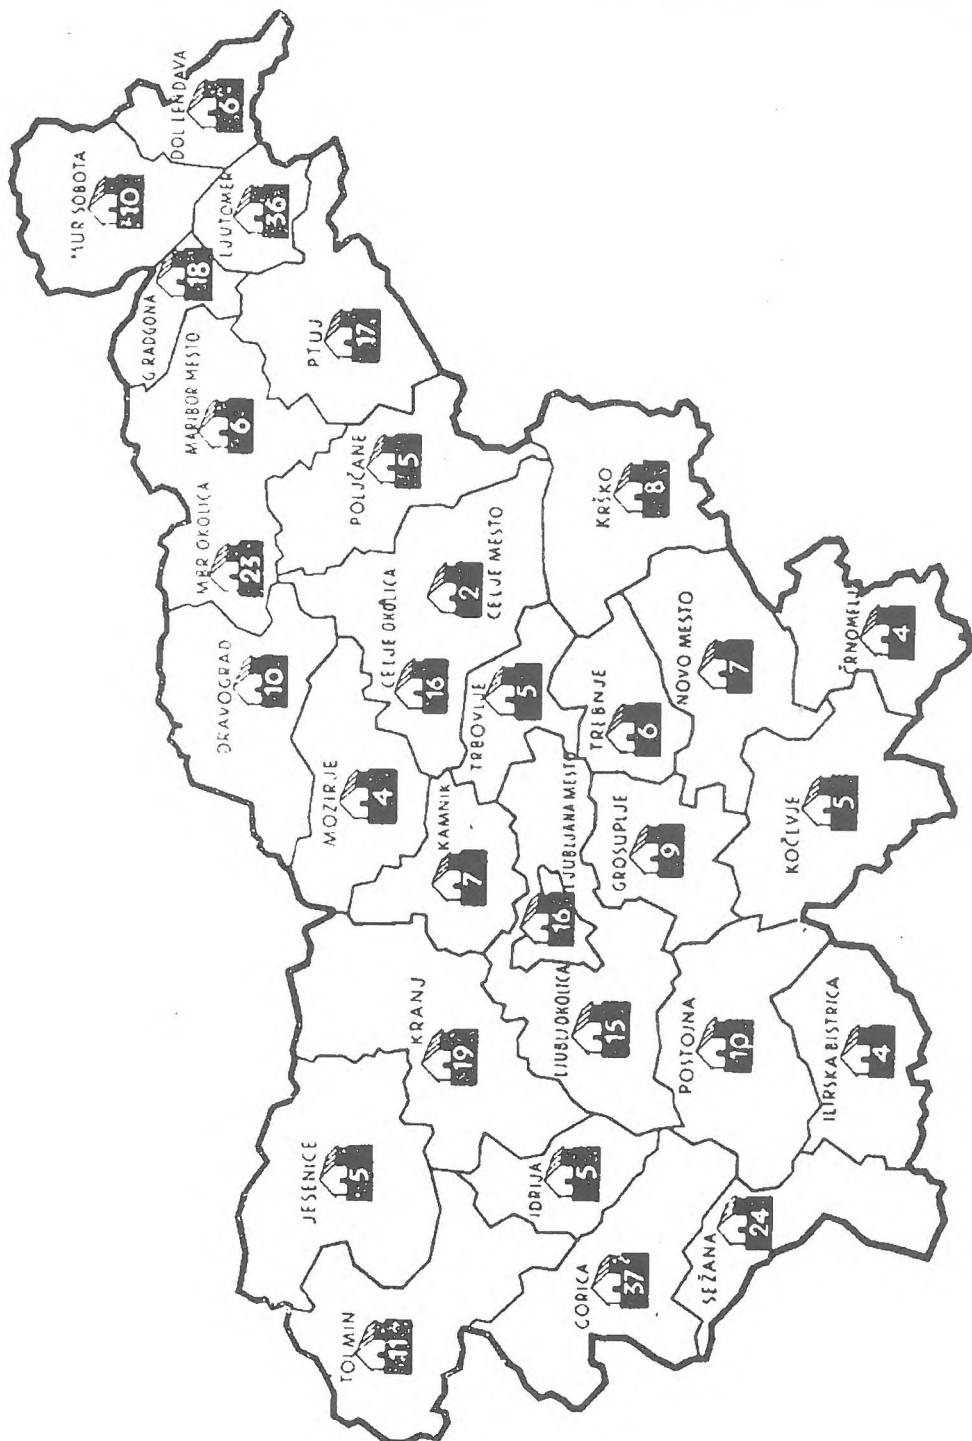 MUR SOBOTA
10
DOL LENDAVA
6
G RADGONA
18
LJUTOMER
36
MARIBOR MESTO
6
PTUJ
17
MBR OKOLICA
23
POLJČANE
5
DRAVOGRAD
10
MOZIRJE
4
CELJE OKOLICA
16
2
CELJE MESTO
KRŠKO
8
TRBOVLJE
5
KAMNIK
7
TREBNJE
6
NOVO MESTO
7
ČRNOMELJ
4
LJUBLJANA MESTO
16
GROSUPLJE
9
KOČEVJE
5
KRANJ
19
LJUBLJ OKOLICA
15
POSTOJNA
10
ILIRSKA BISTRICA
4
JESENICE
5
IDRIJA
5
TOLMIN
11
GORICA
37
SEŽANA
24